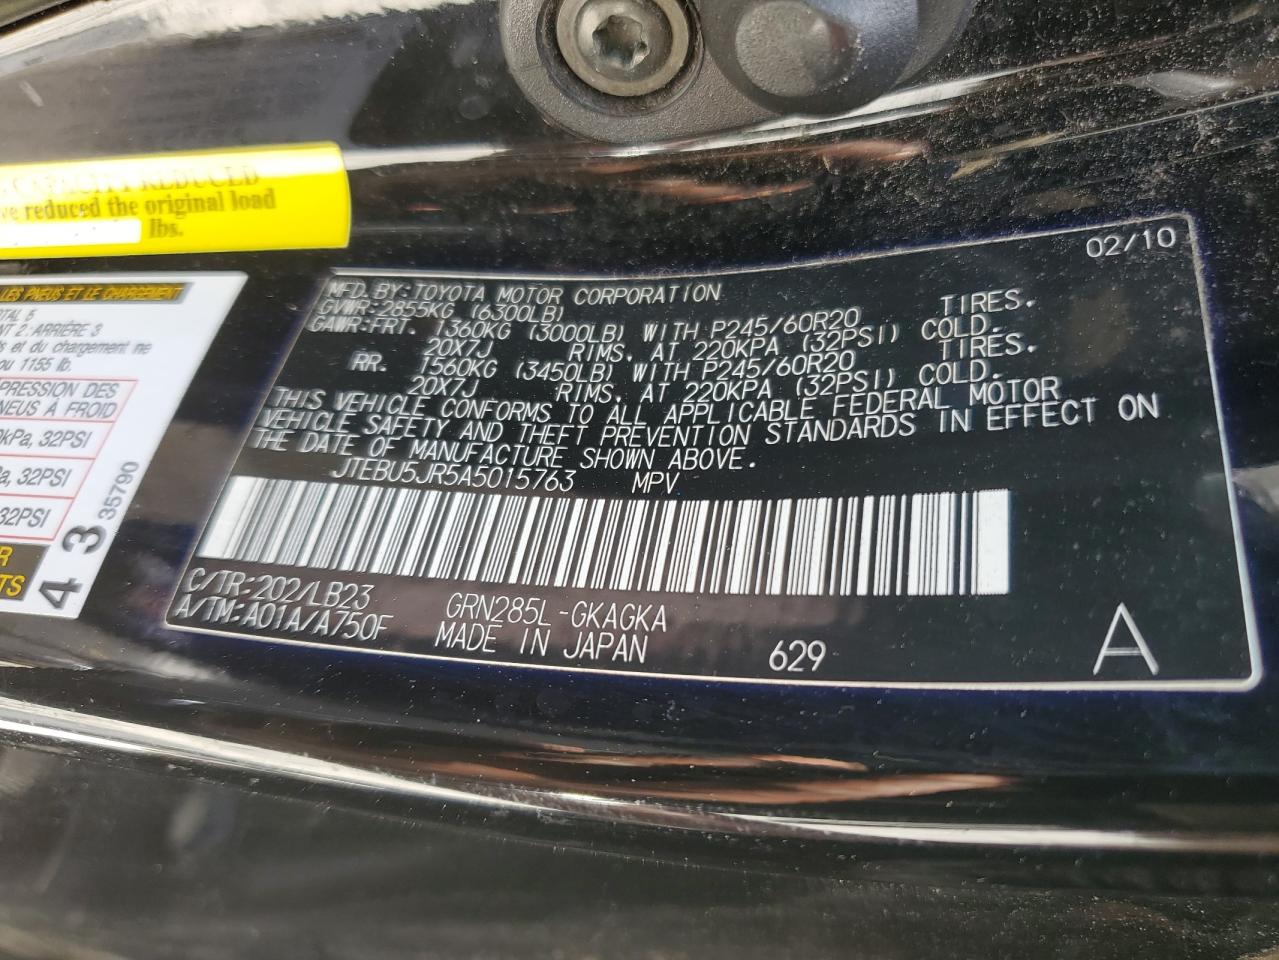 CAPACITY REDUCED
reduced the original load
lbs.
LES PNEUS ET LE CHARGEMENT
5
2: ARRIÈRE 3
et du chargement ne
ou 1155 lb.
PRESSION DES
PNEUS À FROID
32PSI
32PSI
32PSI
4 3 35790
02/10
MFD.BY:TOYOTA MOTOR CORPORATION
GVWR:2855KG (6300LB)
GAWR:FRT. 1360KG (3000LB) WITH P245/60R20 TIRES.
20X7J RIMS, AT 220KPA (32PSI) COLD.
RR. 1560KG (3450LB) WITH P245/60R20 TIRES.
20X7J RIMS, AT 220KPA (32PSI) COLD.
THIS VEHICLE CONFORMS TO ALL APPLICABLE FEDERAL MOTOR
VEHICLE SAFETY AND THEFT PREVENTION STANDARDS IN EFFECT ON
THE DATE OF MANUFACTURE SHOWN ABOVE.
JTEBU5JR5A5015763 MPV
C/TR:202/LB23 GRN285L-GKAGKA
A/TM:A01A/A750F MADE IN JAPAN 629 A